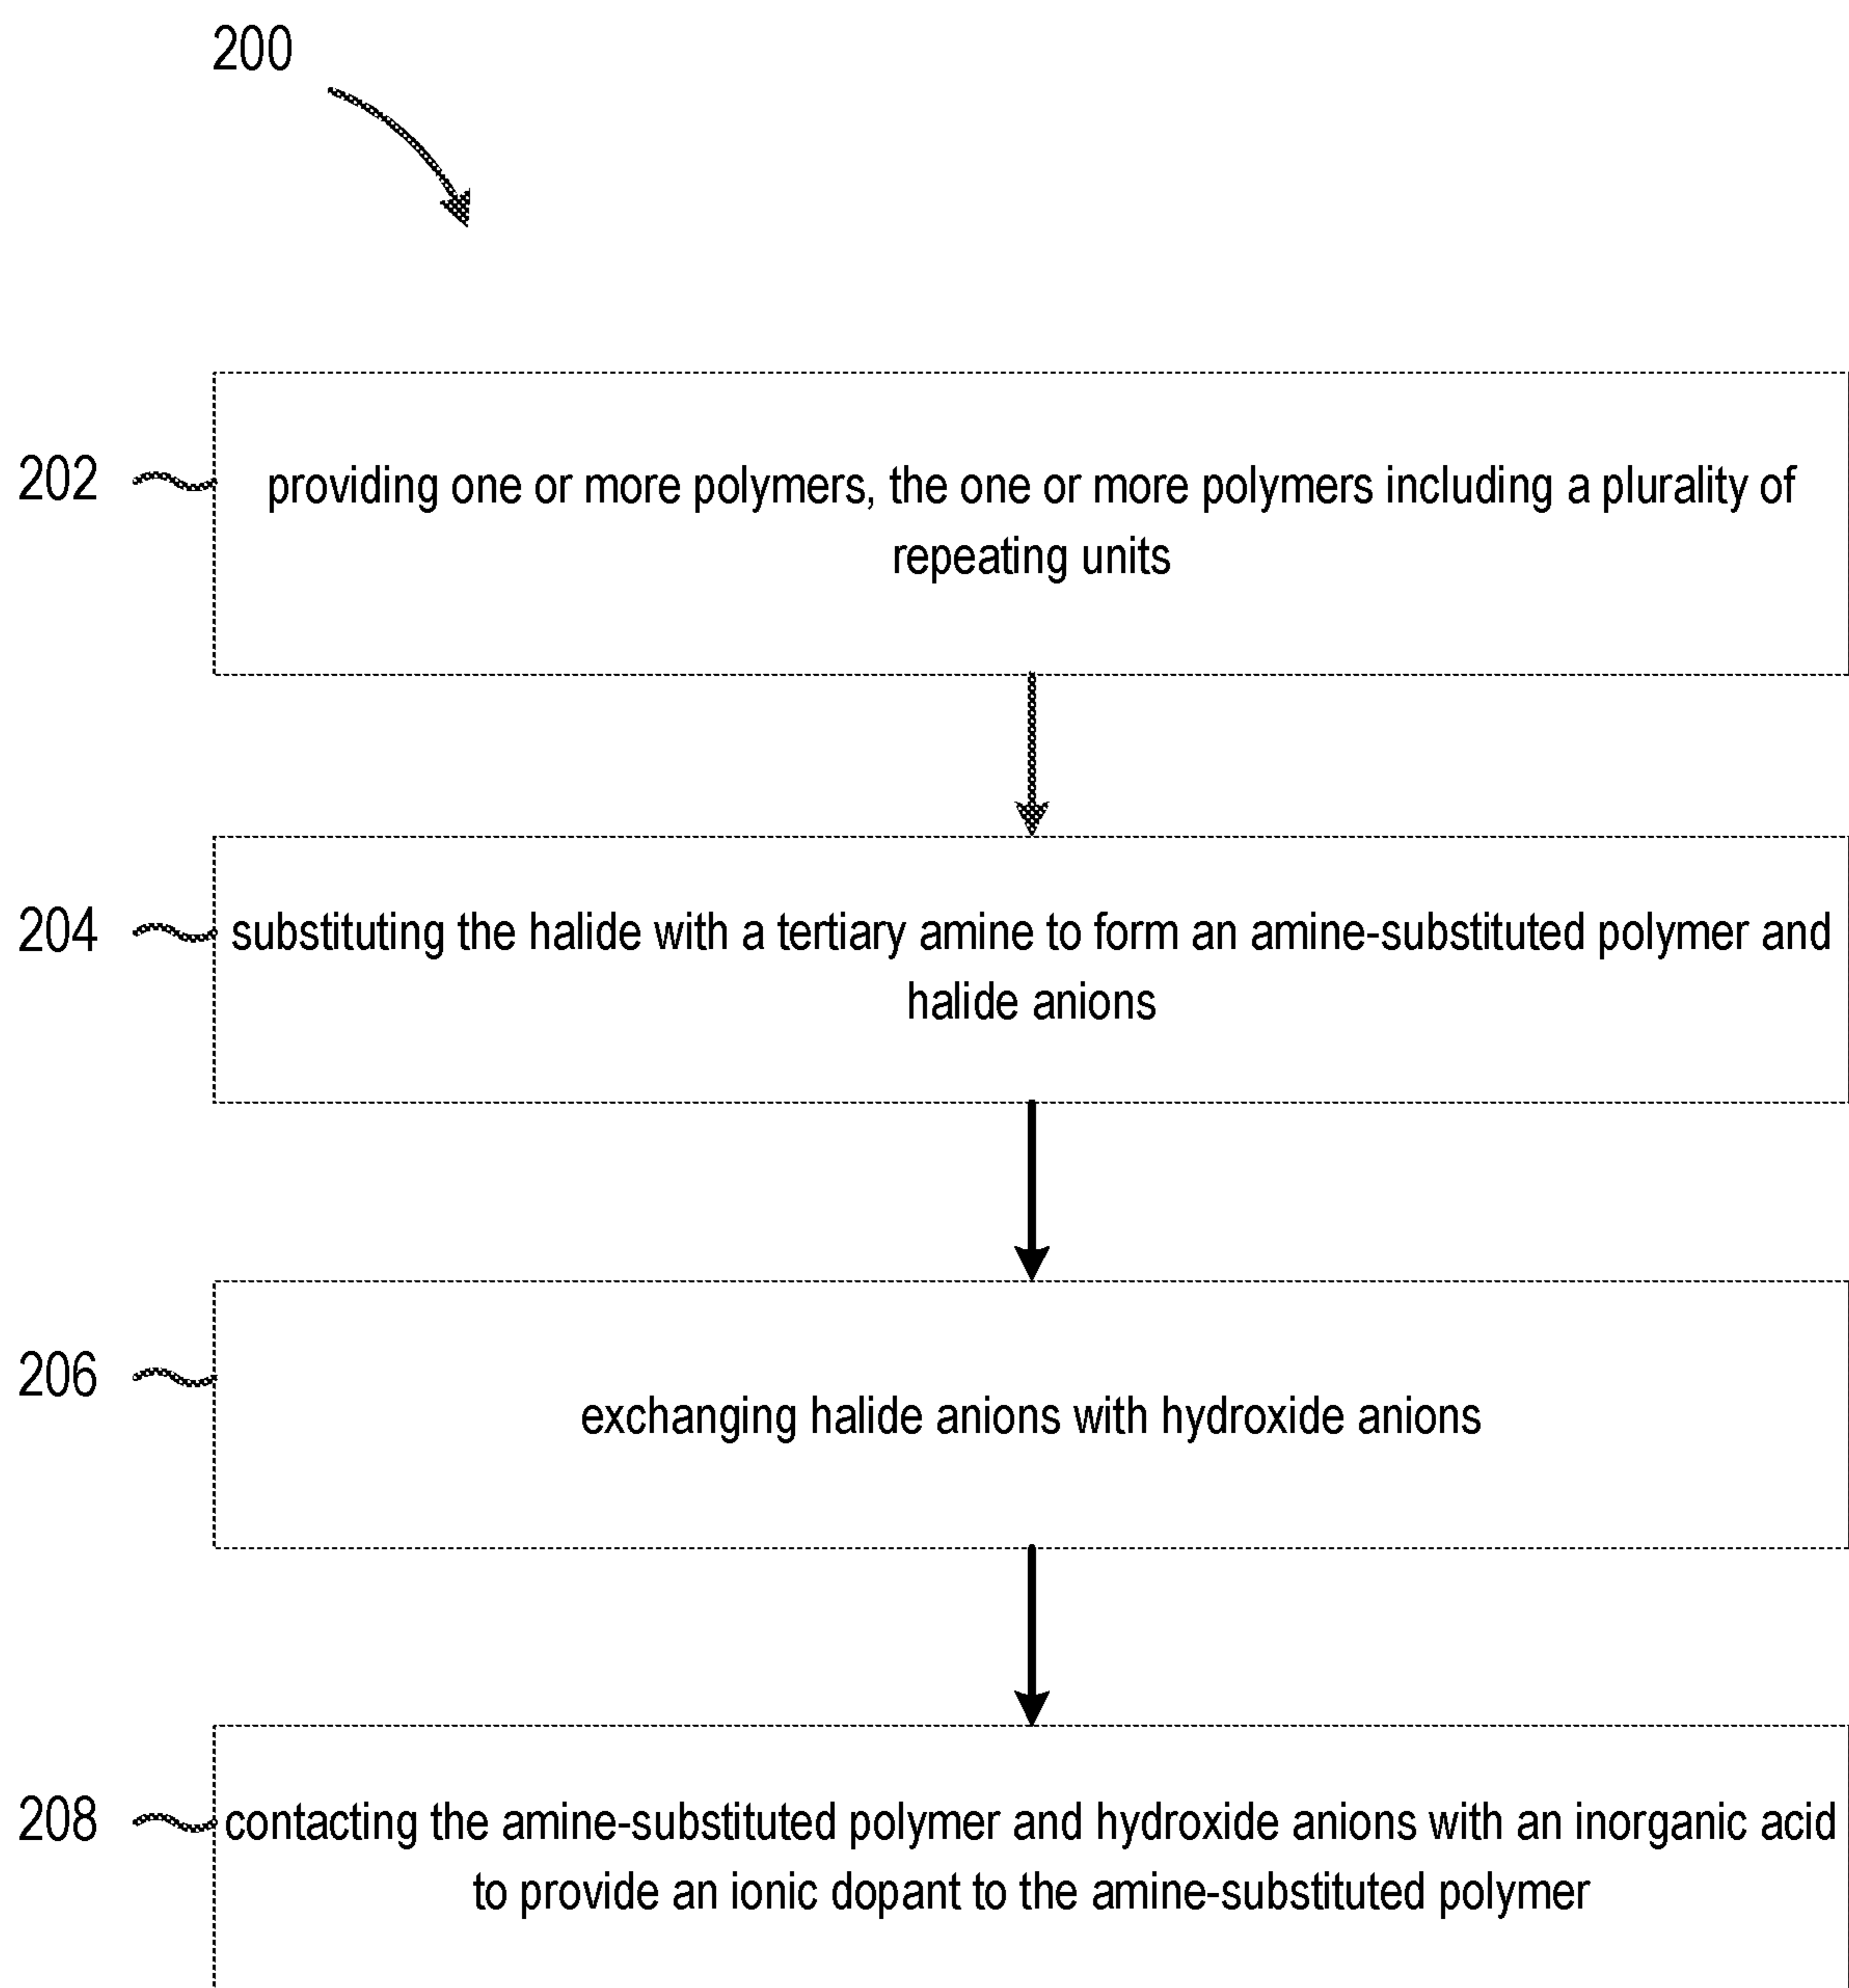 200
202
providing one or more polymers, the one or more polymers including a plurality of
repeating units
204
substituting the halide with a tertiary amine to form an amine-substituted polymer and
halide anions
206
exchanging halide anions with hydroxide anions
208
contacting the amine-substituted polymer and hydroxide anions with an inorganic acid
to provide an ionic dopant to the amine-substituted polymer